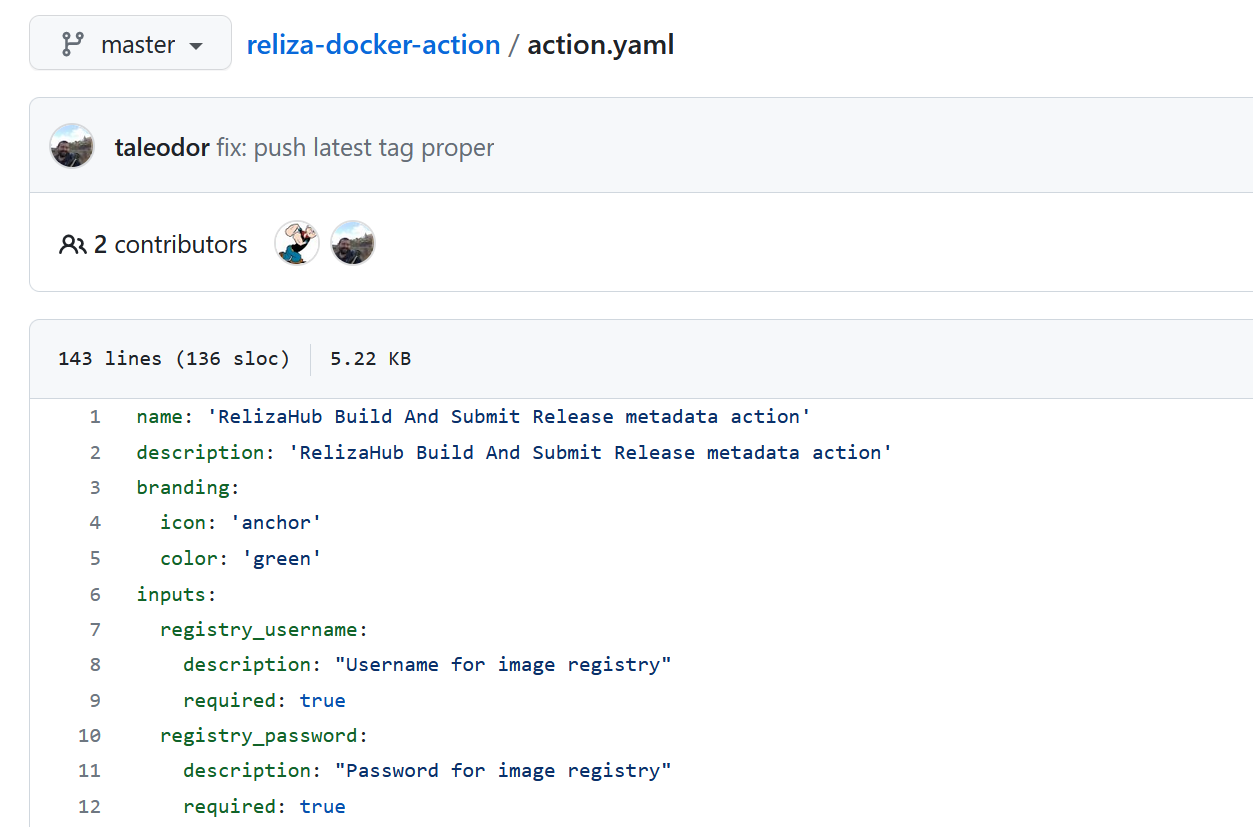 master
reliza-docker-action / action.yaml
taleodor fix: push latest tag proper
2 contributors
143 lines (136 sloc) 5.22 KB
1 name: 'RelizaHub Build And Submit Release metadata action'
2 description: 'RelizaHub Build And Submit Release metadata action'
3 branding:
4 icon: 'anchor'
5 color: 'green'
6 inputs:
7 registry_username:
8 description: "Username for image registry"
9 required: true
10 registry_password:
11 description: "Password for image registry"
12 required: true